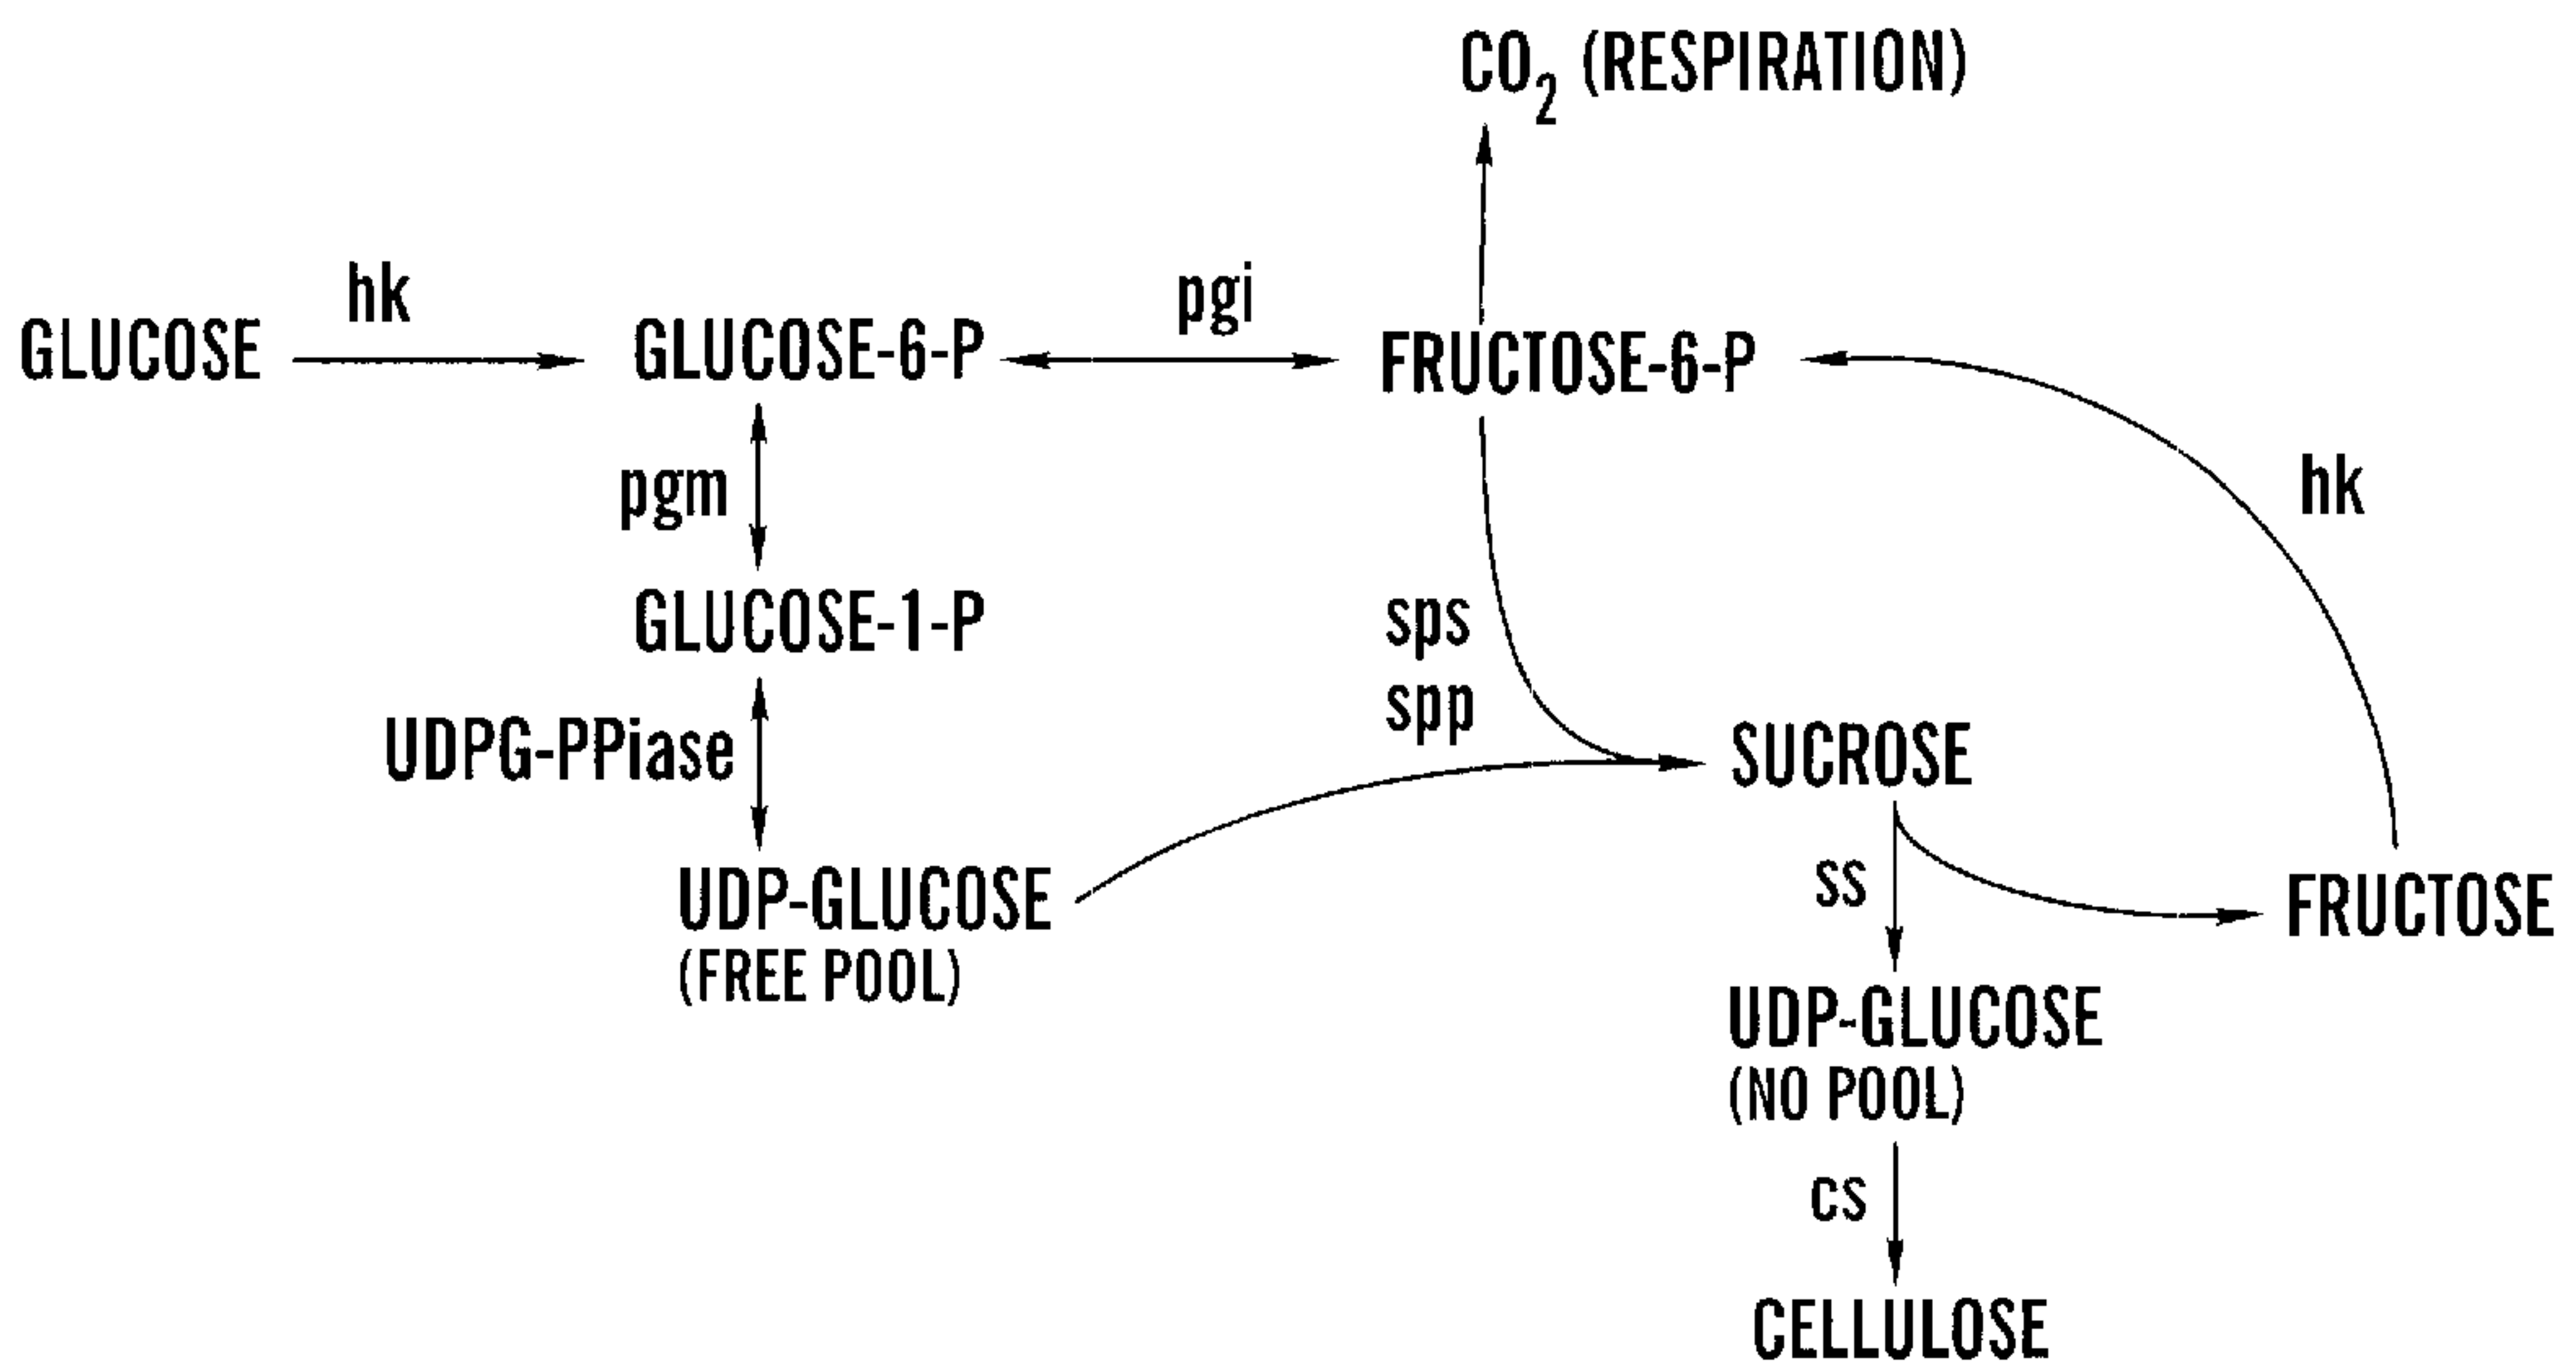 CO2 (RESPIRATION)
hk
pgi
GLUCOSE
GLUCOSE-6-P
FRUCTOSE-6-P
pgm
hk
GLUCOSE-1-P
sps
spp
UDPG-PPiase
SUCROSE
UDP-GLUCOSE
(FREE POOL)
ss
FRUCTOSE
UDP-GLUCOSE
(NO POOL)
cs
CELLULOSE